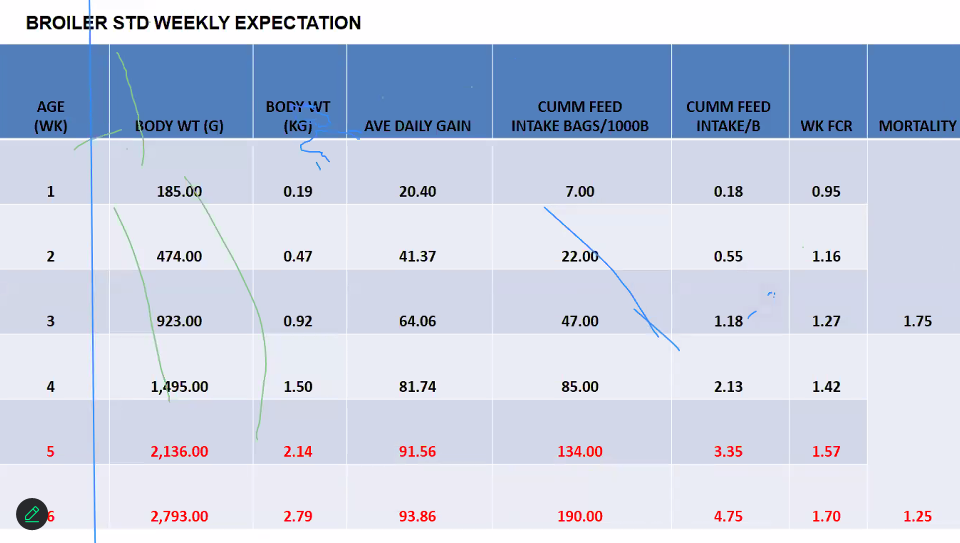 BROILER STD WEEKLY EXPECTATION
AGE (WK) BODY WT (G) BODY WT (KG) AVE DAILY GAIN CUMM FEED INTAKE BAGS/1000B CUMM FEED INTAKE/B WK FCR MORTALITY
1 185.00 0.19 20.40 7.00 0.18 0.95
2 474.00 0.47 41.37 22.00 0.55 1.16
3 923.00 0.92 64.06 47.00 1.18 1.27 1.75
4 1,495.00 1.50 81.74 85.00 2.13 1.42
5 2,136.00 2.14 91.56 134.00 3.35 1.57
6 2,793.00 2.79 93.86 190.00 4.75 1.70 1.25